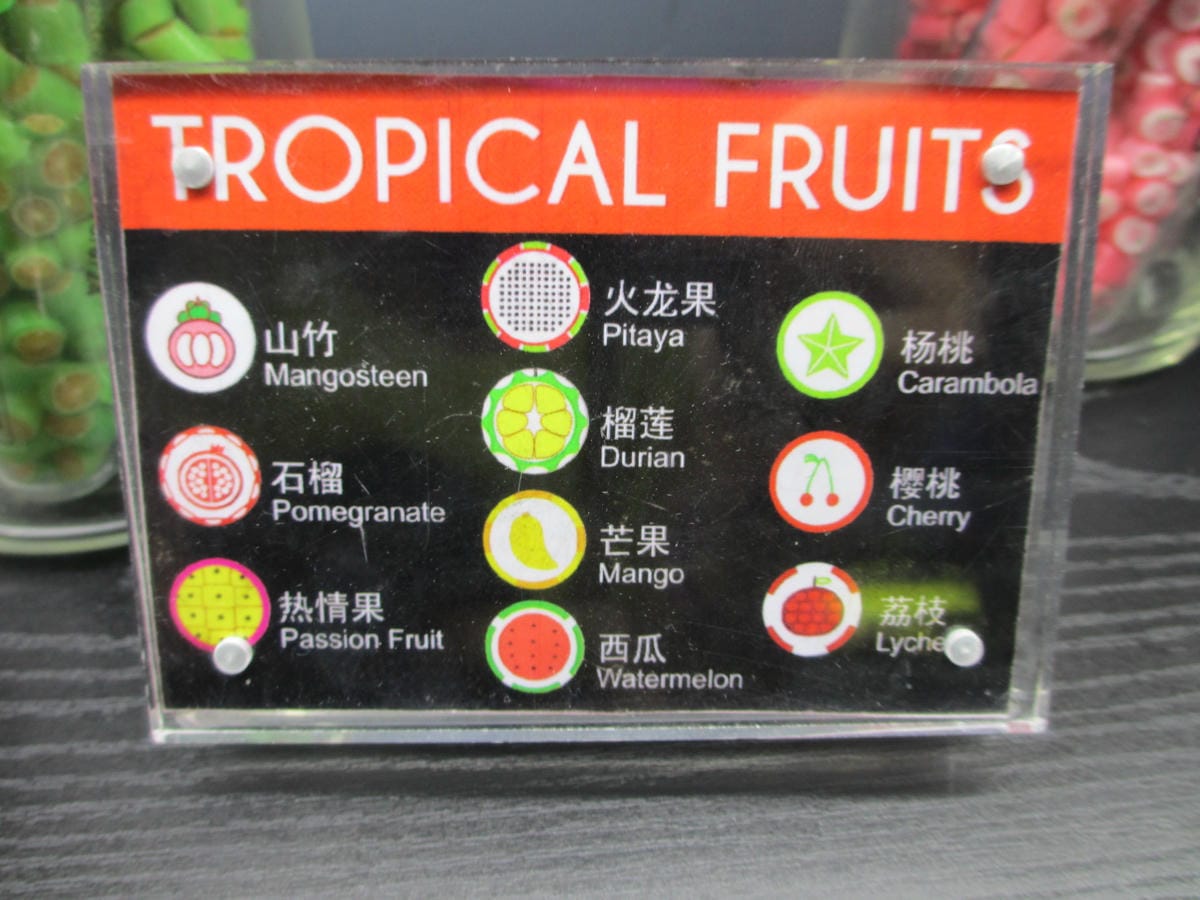 TROPICAL FRUITS
山竹
Mangosteen
石榴
Pomegranate
热情果
Passion Fruit
火龙果
Pitaya
榴莲
Durian
芒果
Mango
西瓜
Watermelon
杨桃
Carambola
樱桃
Cherry
荔枝
Lychee